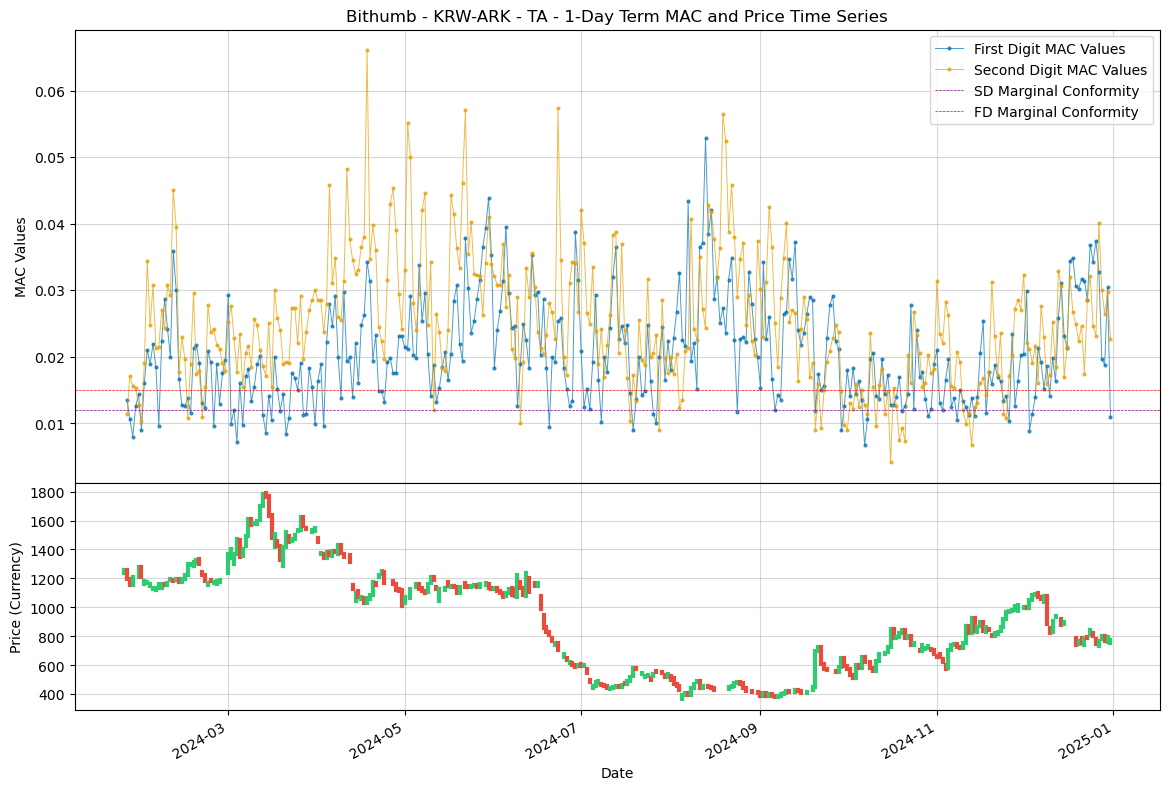 Bithumb - KRW-ARK - TA - 1-Day Term MAC and Price Time Series
First Digit MAC Values
Second Digit MAC Values
SD Marginal Conformity
FD Marginal Conformity
MAC Values
0.06
0.05
0.04
0.03
0.02
0.01
Price (Currency)
1800
1600
1400
1200
1000
800
600
400
2024-03
2024-05
2024-07
2024-09
2024-11
2025-01
Date